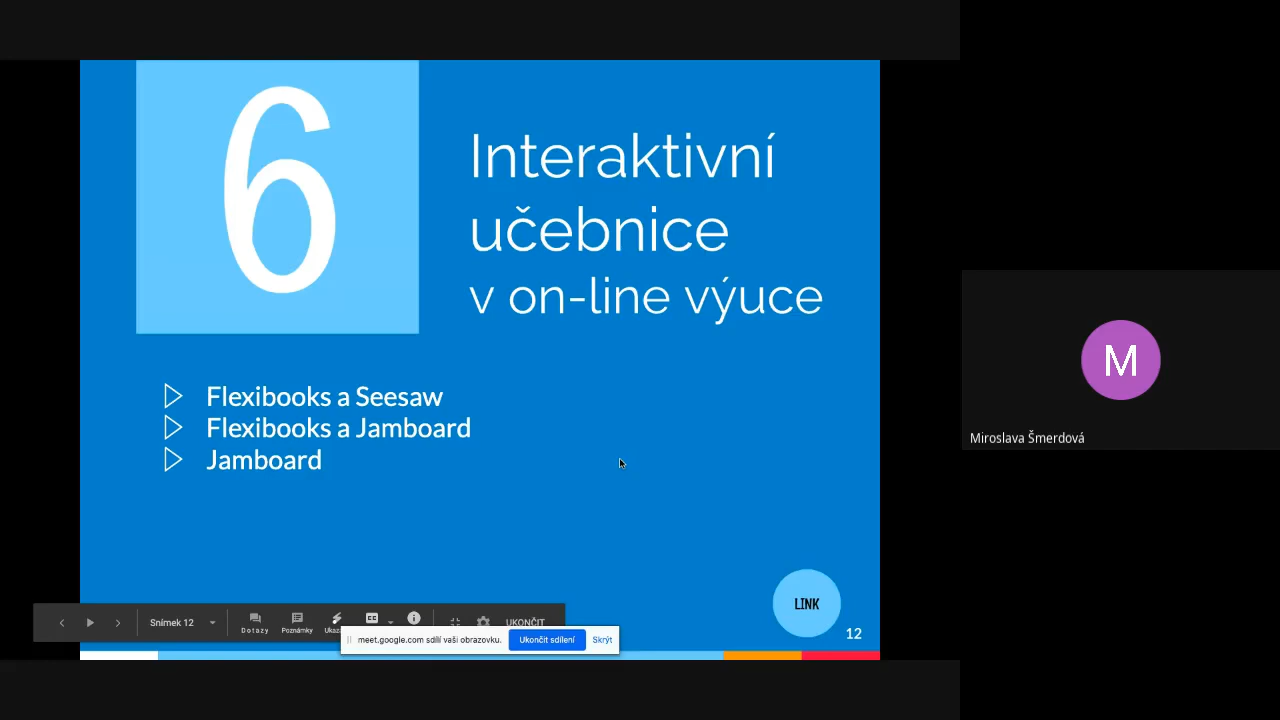 6
Interaktivní
učebnice
v on-line výuce
Flexibooks a Seesaw
Flexibooks a Jamboard
Jamboard
LINK
12
Snímek 12
Dotazy
Poznámky
CC
UKONČIT
meet.google.com sdílí vaši obrazovku.
Ukončit sdílení
Skrýt
M
Miroslava Šmerdová